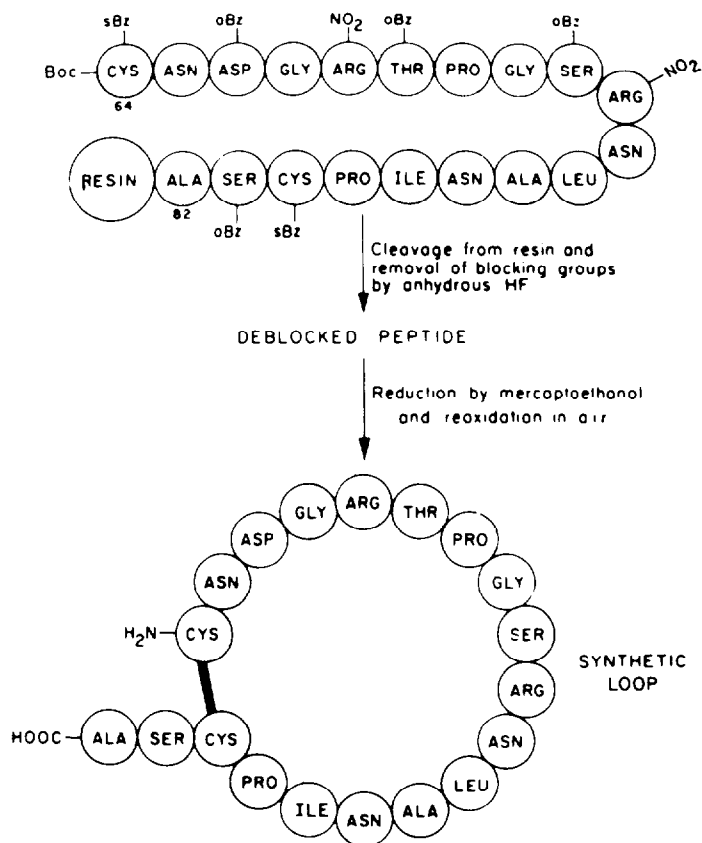 sBz oBz NO2 oBz oBz
Boc CYS ASN ASP GLY ARG THR PRO GLY SER
64
ARG NO2
ASN
RESIN ALA SER CYS PRO ILE ASN ALA LEU
82
oBz sBz
Cleavage from resin and
removal of blocking groups
by anhydrous HF
DEBLOCKED PEPTIDE
Reduction by mercaptoethanol
and reoxidation in air
ARG
GLY THR
ASP PRO
ASN GLY
H2N CYS SER
SYNTHETIC
LOOP
ARG
HOOC ALA SER CYS ASN
PRO LEU
ILE ASN ALA